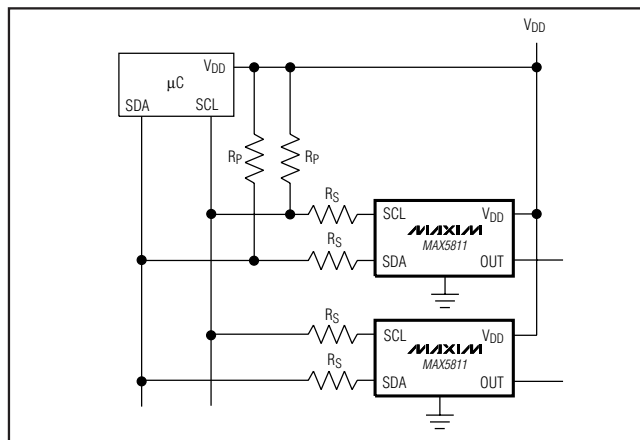 VDD
µC
VDD
SDA
SCL
RP
RP
RS
SCL
VDD
MAXIM
MAX5811
RS
SDA
OUT
RS
SCL
VDD
MAXIM
MAX5811
RS
SDA
OUT